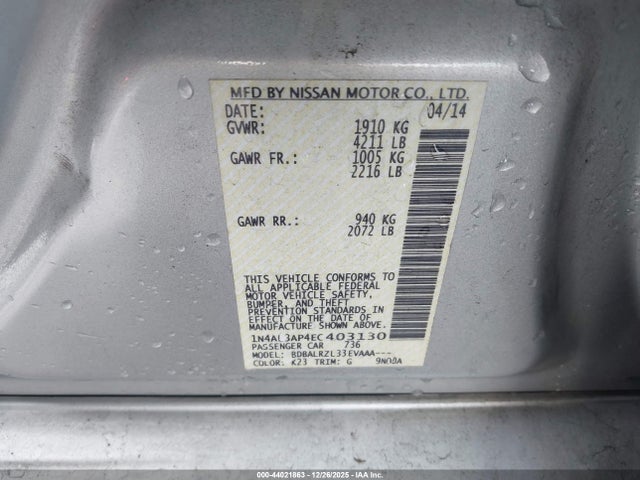 MFD BY NISSAN MOTOR CO., LTD.
DATE: 04/14
GVWR: 1910 KG
4211 LB
GAWR FR.: 1005 KG
2216 LB
GAWR RR.: 940 KG
2072 LB
THIS VEHICLE CONFORMS TO
ALL APPLICABLE FEDERAL
MOTOR VEHICLE SAFETY,
BUMPER, AND THEFT
PREVENTION STANDARDS IN
EFFECT ON THE DATE OF
MANUFACTURE SHOWN ABOVE.
1N4AL3AP4EC403130
PASSENGER CAR 736
MODEL: BDBALRZL33EVAAA---
COLOR: K23 TRIM: G
000-44021863 - 12/26/2025 - IAAI.COM